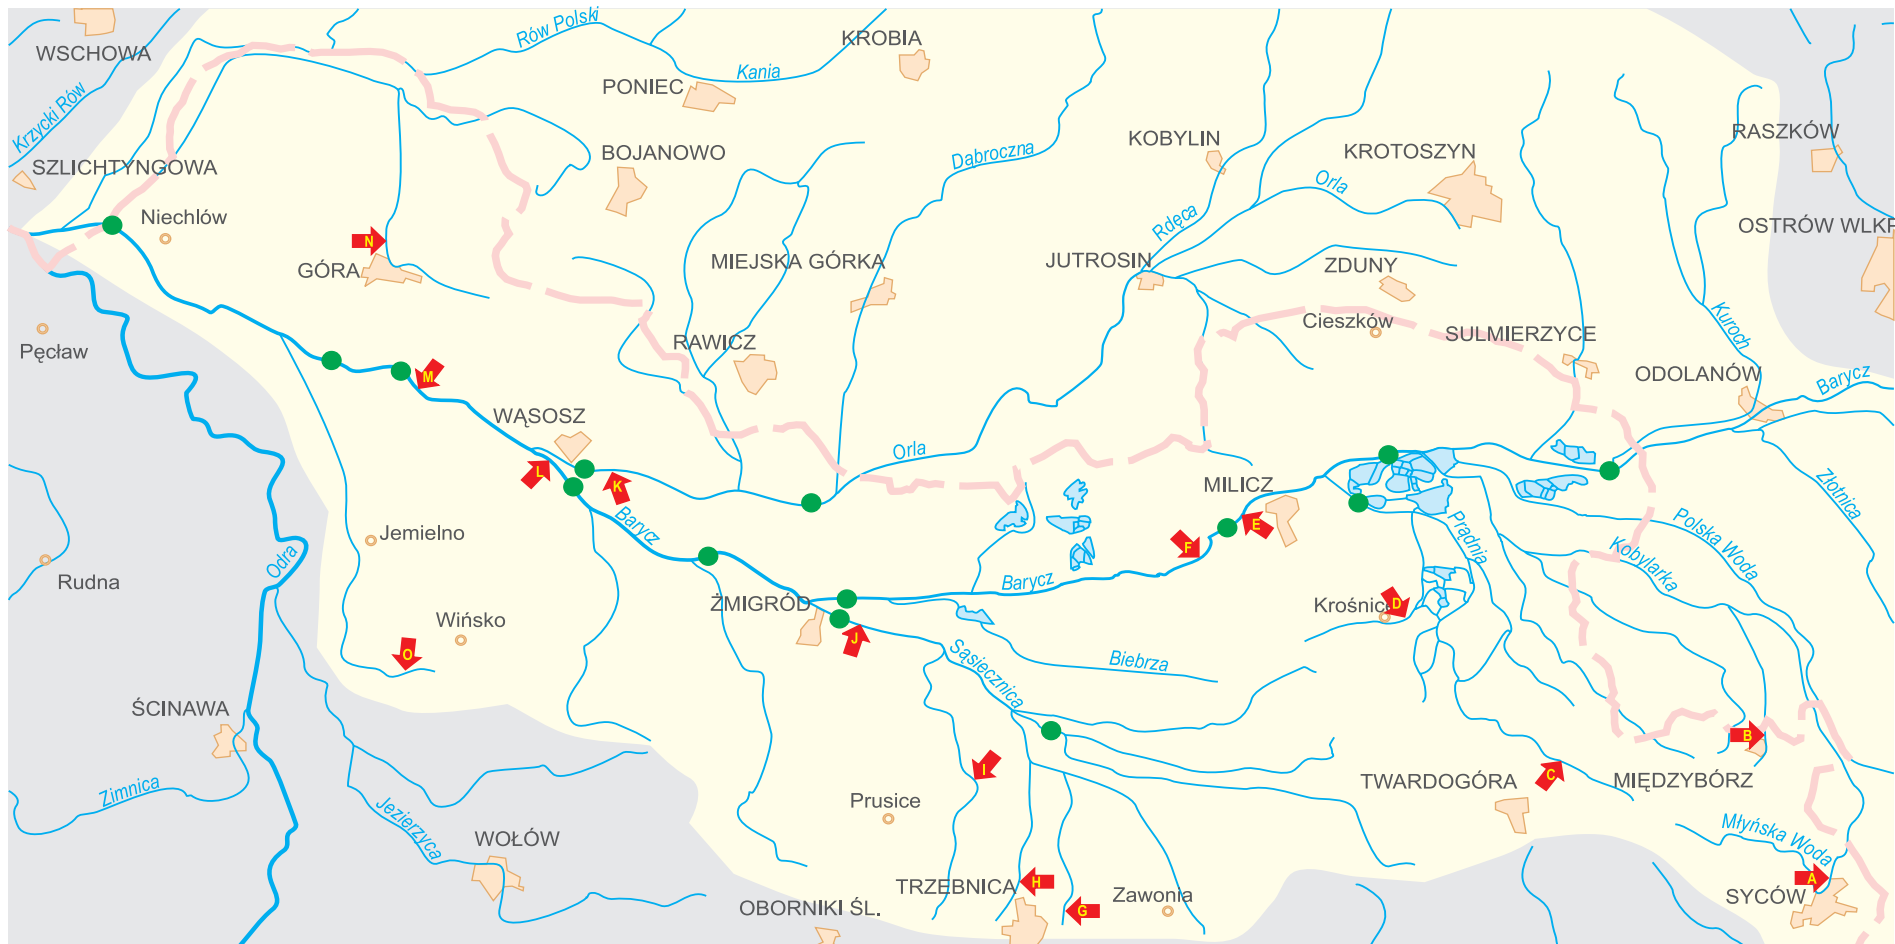 Rów Polski
KROBIA
WSCHOWA
Kania
PONIEC
Krzycki Rów
RASZKÓW
KOBYLIN
Dąbroczna
BOJANOWO
KROTOSZYN
SZLICHTYNGOWA
Orla
Niechlów
Rdęca
OSTRÓW WLKP
N
GÓRA
MIEJSKA GÓRKA
JUTROSIN
ZDUNY
Cieszków
Kuroch
SULMIERZYCE
Pęcław
RAWICZ
M
ODOLANÓW
Barycz
WĄSOSZ
Orla
L
K
MILICZ
Złotnica
Barycz
E
Prądnia
Polska Woda
Jemielno
F
Kobylarka
Odra
Rudna
Barycz
ŻMIGRÓD
Krośnice
D
Wińsko
J
O
Sąsiecznica
Biebrza
ŚCINAWA
B
I
C
TWARDOGÓRA
MIĘDZYBÓRZ
Zimnica
Prusice
Jezierzyca
Młyńska Woda
WOŁÓW
H
A
TRZEBNICA
Zawonia
SYCÓW
OBORNIKI ŚL.
G